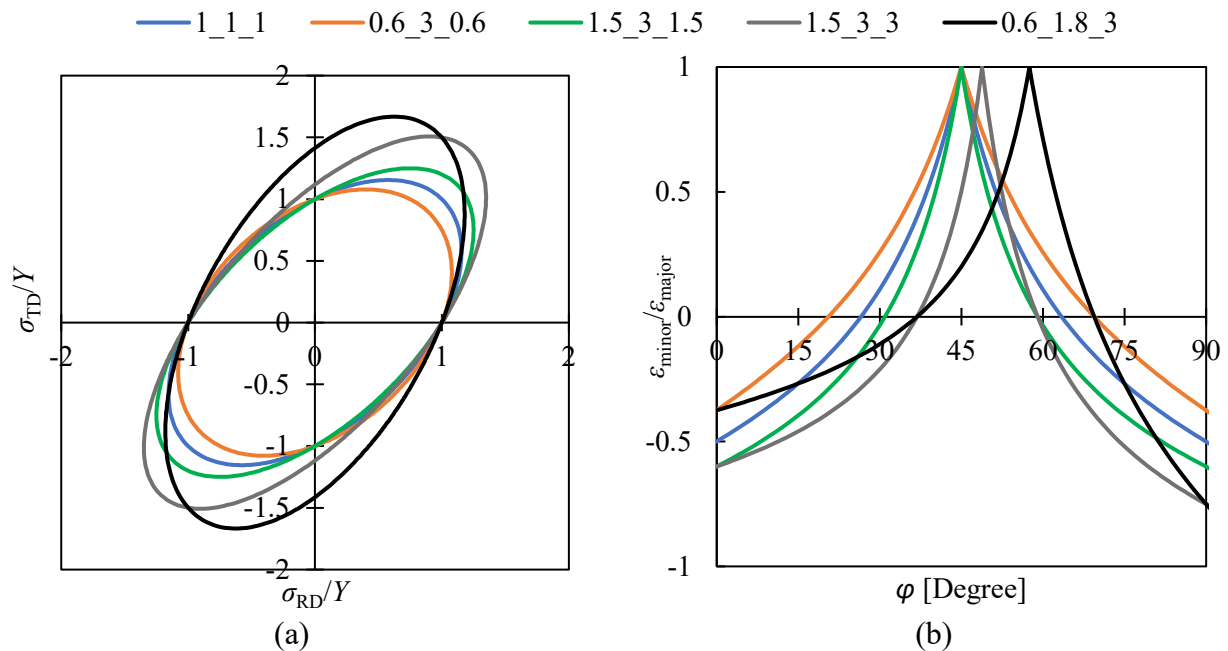 1_1_1 0.6_3_0.6 1.5_3_1.5 1.5_3_3 0.6_1.8_3
2
1.5
1
0.5
0
-0.5
-1
-1.5
-2
-2 -1 0 1 2
σTD/Y
σRD/Y
(a)
1
0.5
0
-0.5
-1
0 15 30 45 60 75 90
εminor/εmajor
φ [Degree]
(b)